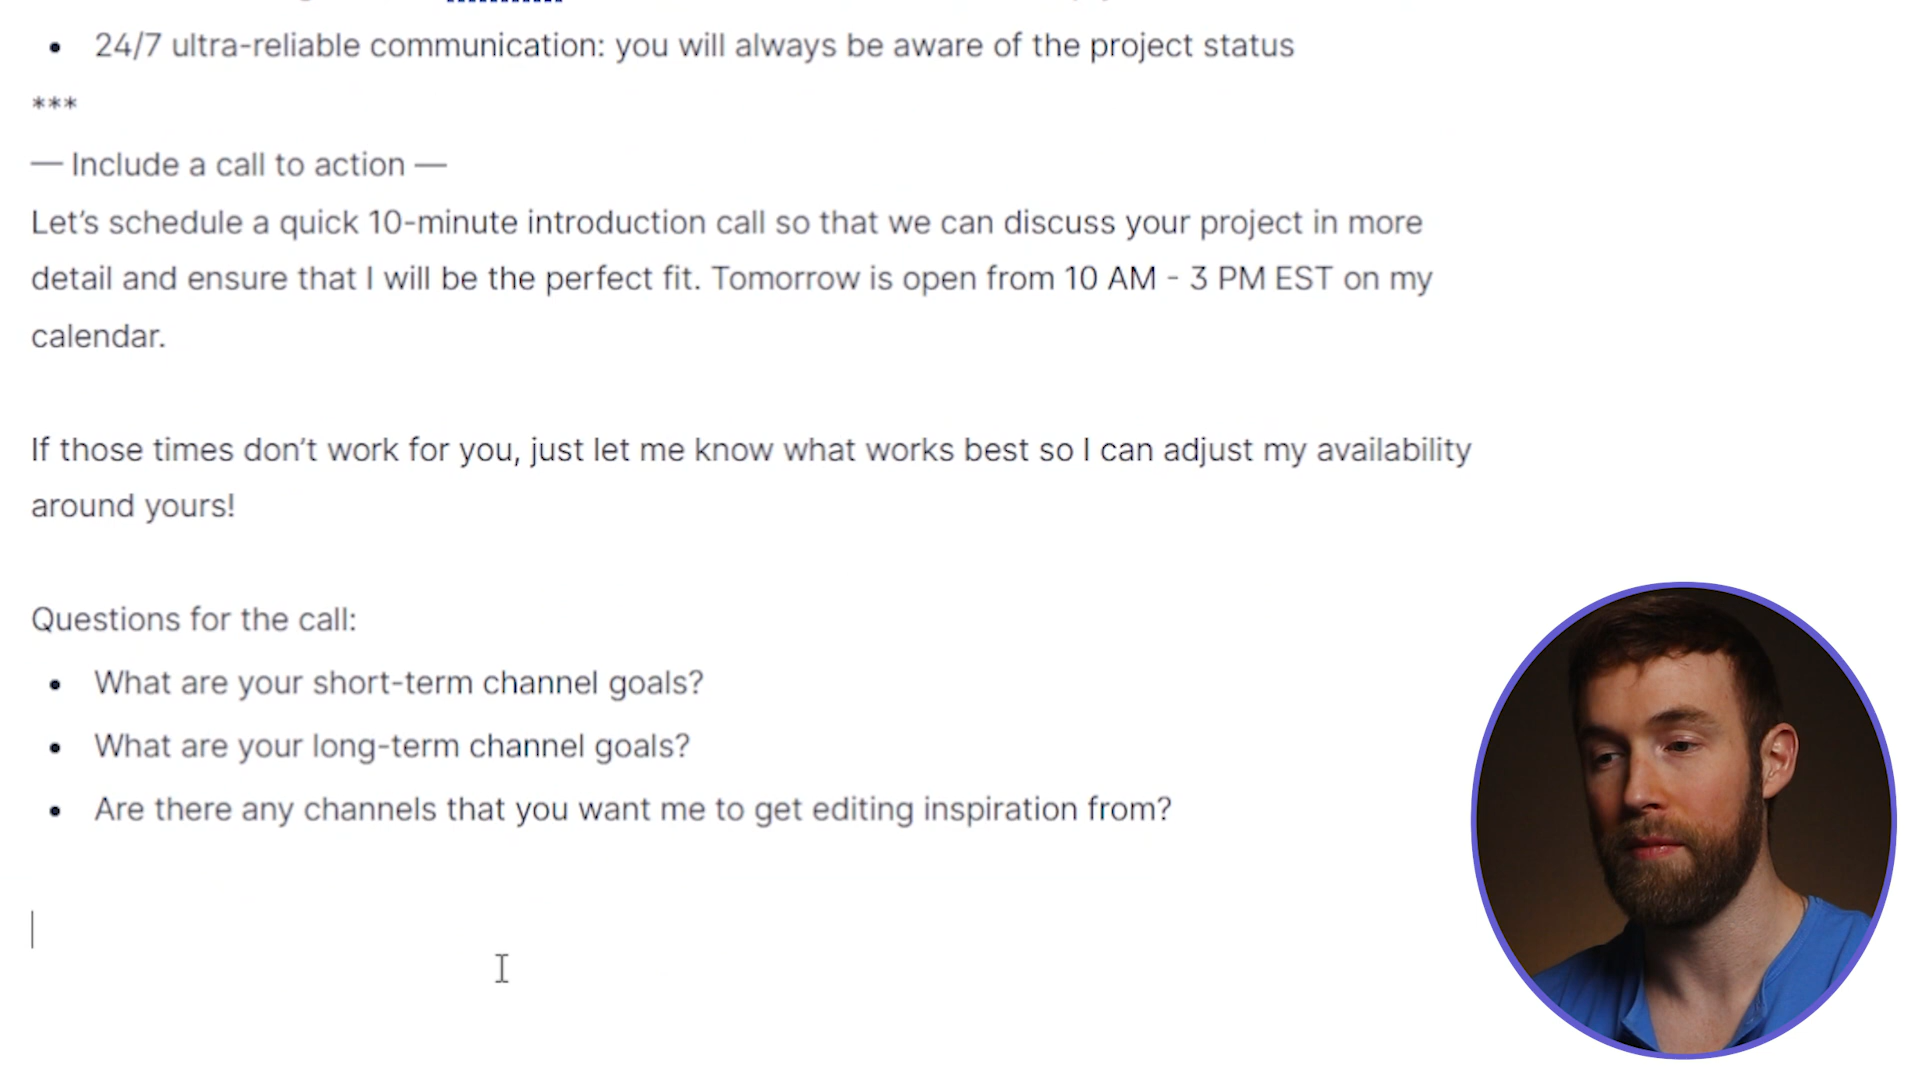 24/7 ultra-reliable communication: you will always be aware of the project status
***
— Include a call to action —
Let’s schedule a quick 10-minute introduction call so that we can discuss your project in more
detail and ensure that I will be the perfect fit. Tomorrow is open from 10 AM - 3 PM EST on my
calendar.
If those times don’t work for you, just let me know what works best so I can adjust my availability
around yours!
Questions for the call:
• What are your short-term channel goals?
• What are your long-term channel goals?
• Are there any channels that you want me to get editing inspiration from?